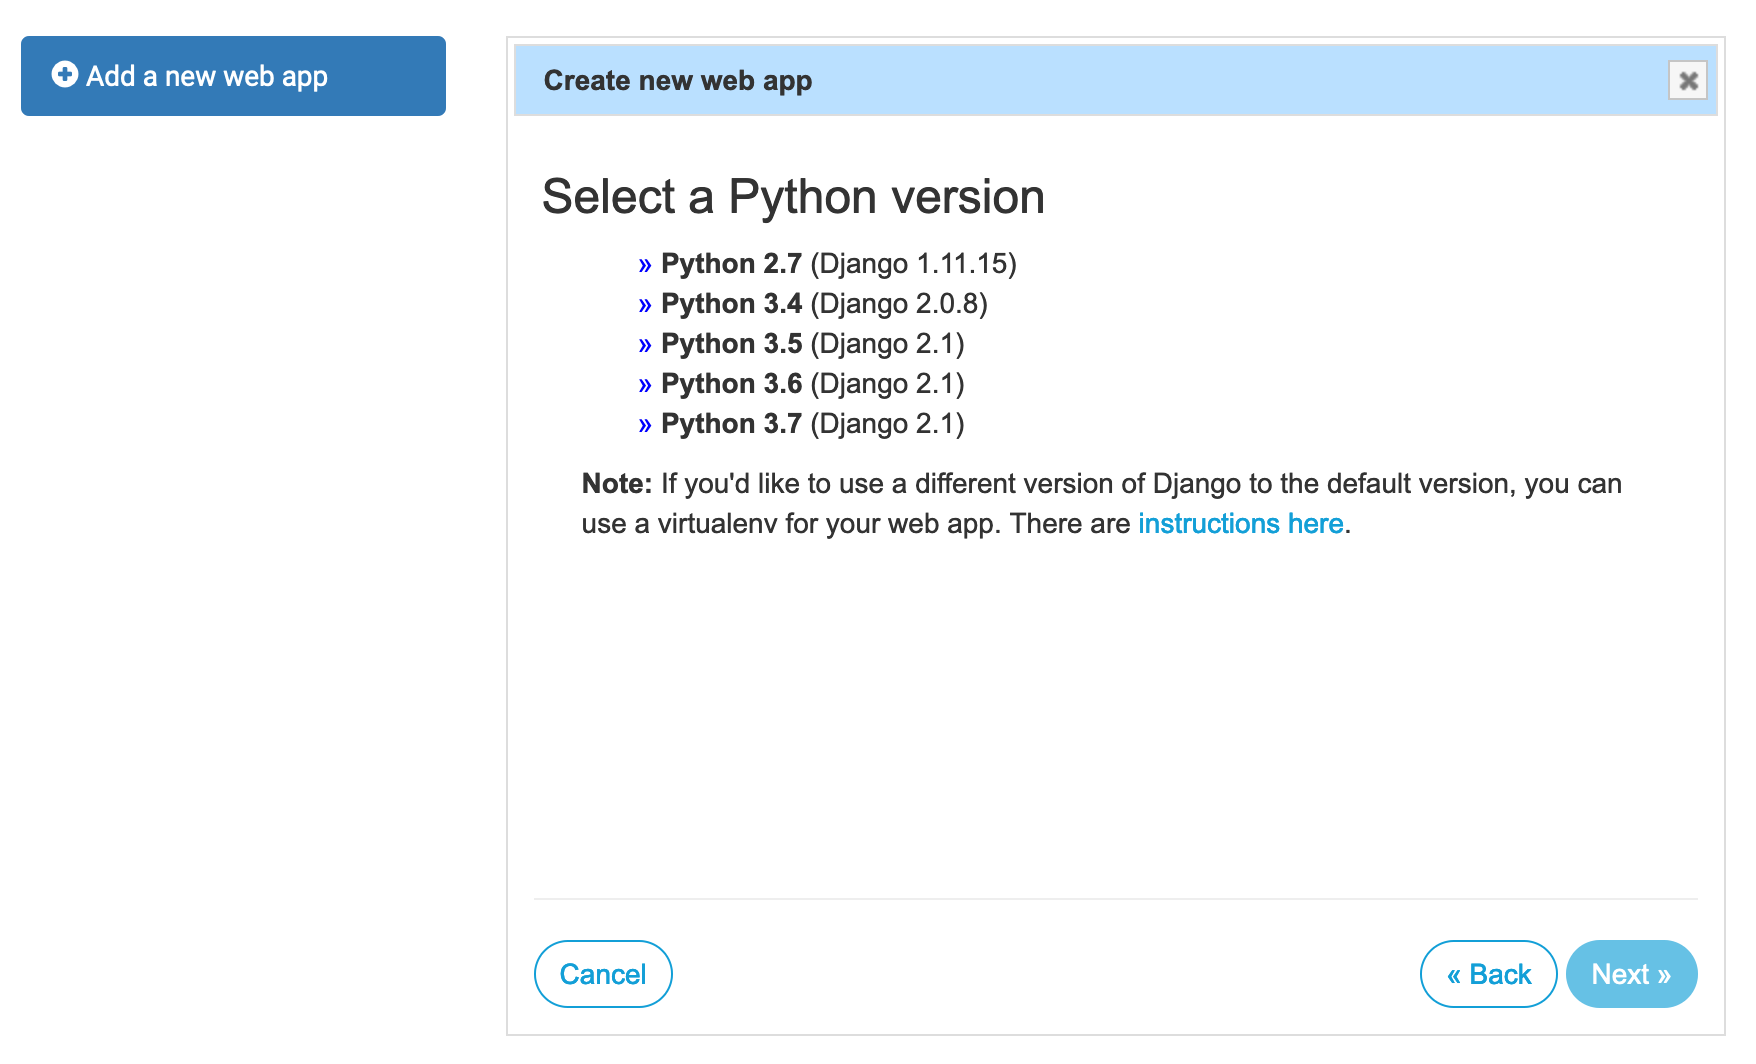 Add a new web app
Create new web app
Select a Python version
» Python 2.7 (Django 1.11.15)
» Python 3.4 (Django 2.0.8)
» Python 3.5 (Django 2.1)
» Python 3.6 (Django 2.1)
» Python 3.7 (Django 2.1)
Note: If you'd like to use a different version of Django to the default version, you can
use a virtualenv for your web app. There are instructions here.
Cancel
« Back
Next »